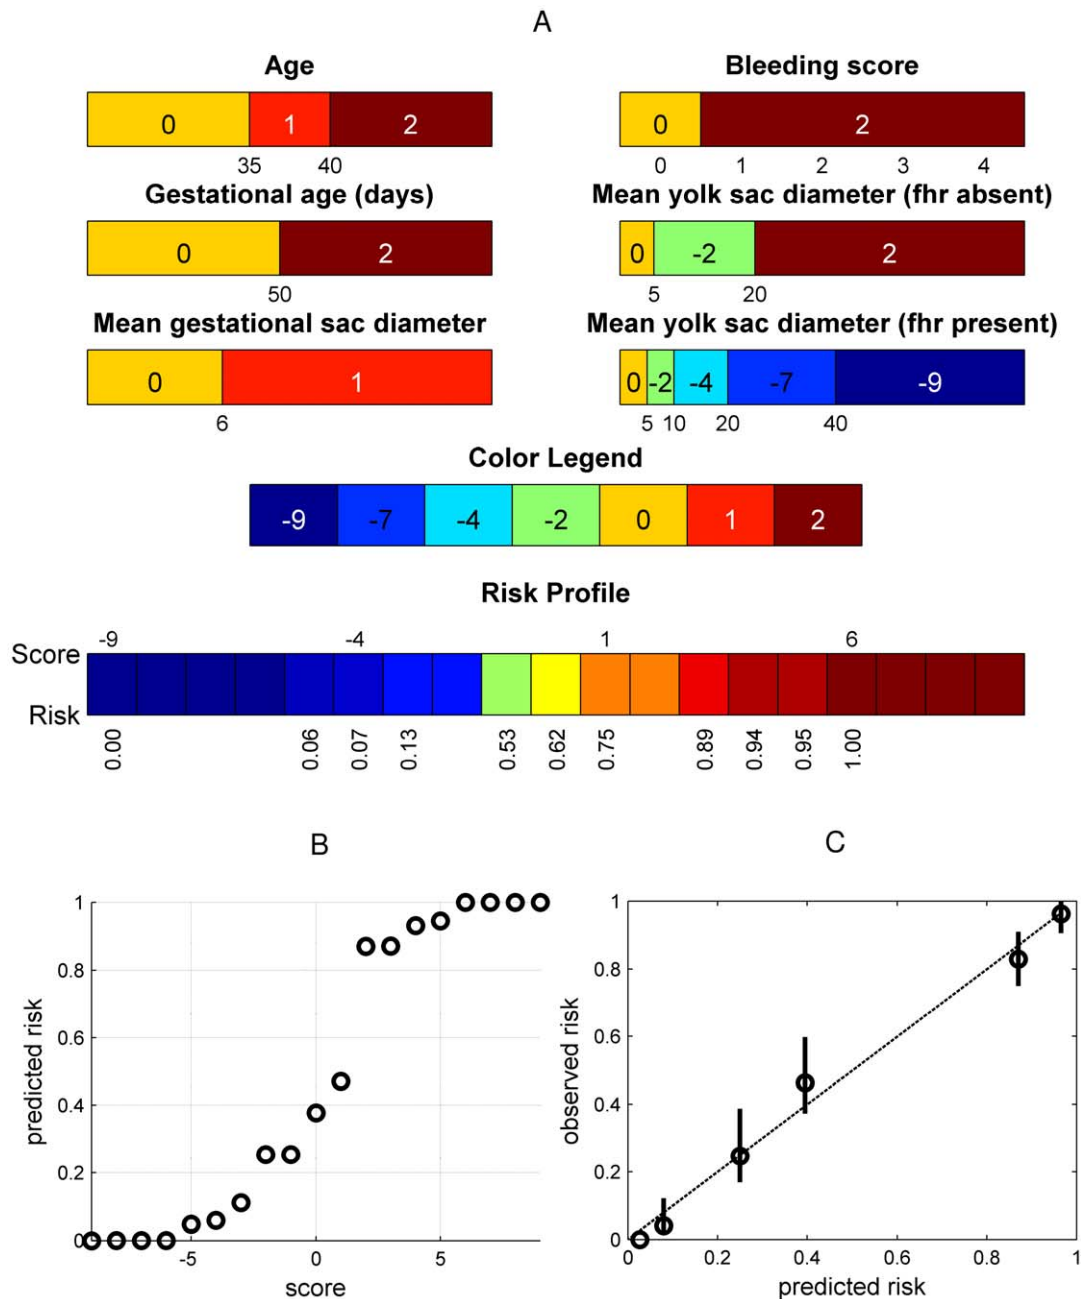 A
Age
Bleeding score
0 1 2
0 2
35 40
0 1 2 3 4
Gestational age (days)
Mean yolk sac diameter (fhr absent)
0 2
0 -2 2
50
5 20
Mean gestational sac diameter
Mean yolk sac diameter (fhr present)
0 1
0 -2 -4 -7 -9
6
5 10 20 40
Color Legend
-9 -7 -4 -2 0 1 2
Risk Profile
-9 -4 1 6
Score
Risk
0.00 0.06 0.07 0.13 0.53 0.62 0.75 0.89 0.94 0.95 1.00
B
1
0.8
0.6
0.4
0.2
0
-5 0 5
predicted risk
score
C
1
0.8
0.6
0.4
0.2
0
0 0.2 0.4 0.6 0.8 1
observed risk
predicted risk